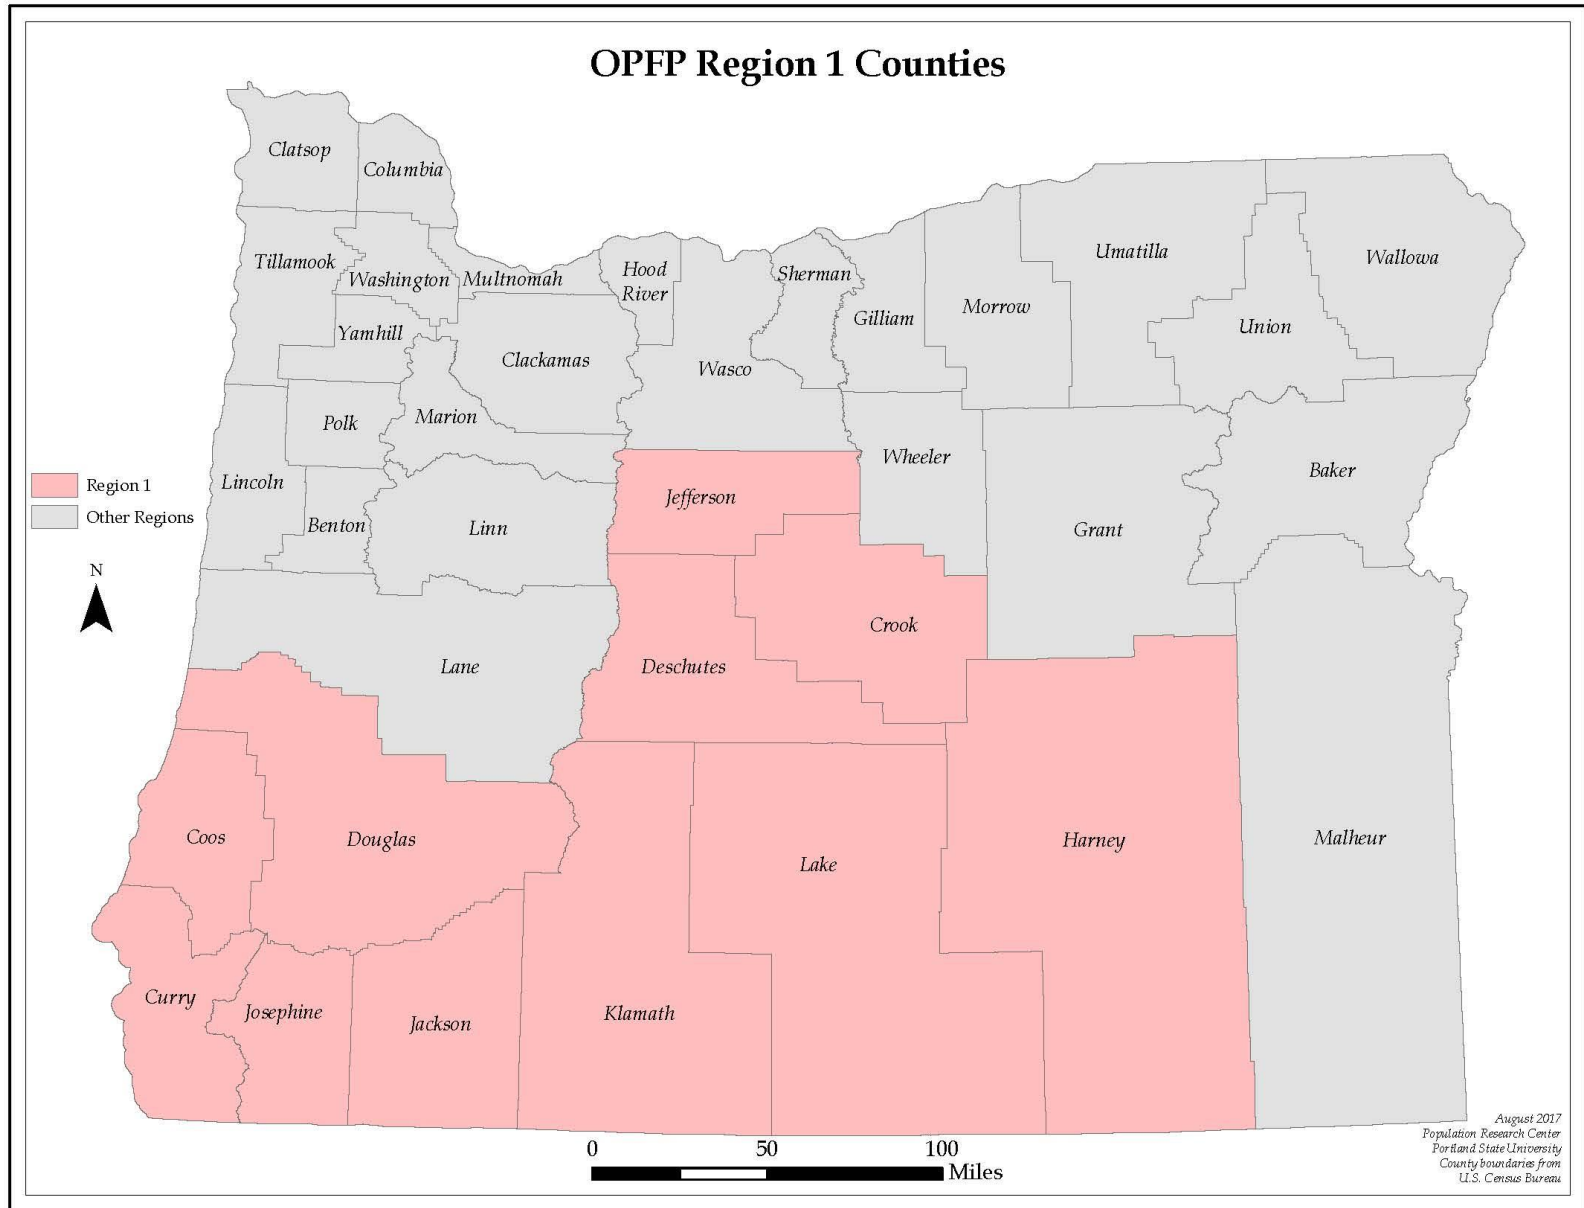 OPFP Region 1 Counties
Clatsop
Columbia
Tillamook
Washington
Multnomah
Hood
River
Sherman
Gilliam
Morrow
Umatilla
Union
Wallowa
Yamhill
Clackamas
Wasco
Polk
Marion
Wheeler
Baker
Lincoln
Benton
Linn
Jefferson
Grant
Region 1
Other Regions
N
Crook
Lane
Deschutes
Coos
Douglas
Lake
Harney
Malheur
Curry
Josephine
Jackson
Klamath
0
50
100
Miles
August 2017
Population Research Center
Portland State University
County boundaries from
U.S. Census Bureau